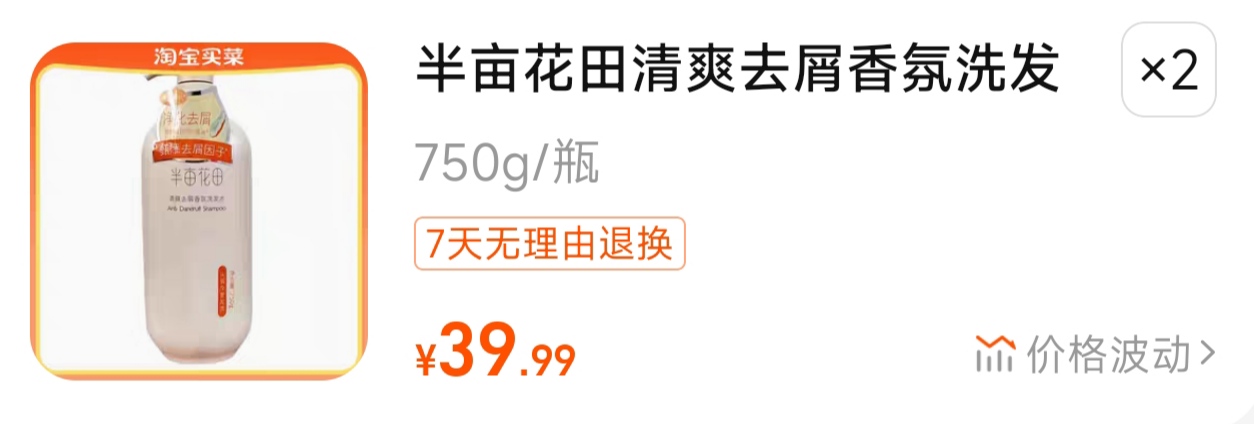 淘宝买菜
净化去屑
去屑因子
半亩花田
清爽去屑香氛洗发水
Anti Dandruff Shampoo
半亩花田清爽去屑香氛洗发
×2
750g/瓶
7天无理由退换
¥39.99
价格波动